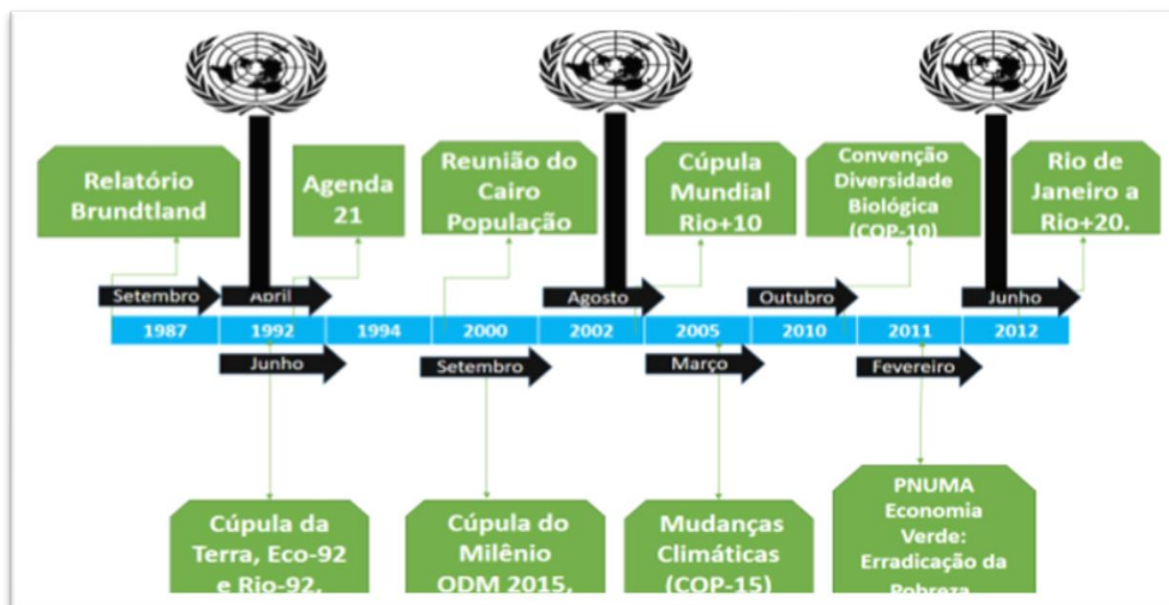 Relatório
Brundtland
Agenda
21
Reunião do
Cairo
População
Cúpula
Mundial
Rio+10
Convenção
Diversidade
Biológica
(COP-10)
Rio de
Janeiro a
Rio+20.
Setembro
Abril
Agosto
Outubro
Junho
1987
1992
1994
2000
2002
2005
2010
2011
2012
Junho
Setembro
Março
Fevereiro
Cúpula da
Terra, Eco-92
e Rio-92.
Cúpula do
Milênio
ODM 2015.
Mudanças
Climáticas
(COP-15)
PNUMA
Economia
Verde:
Erradicação da
Pobreza